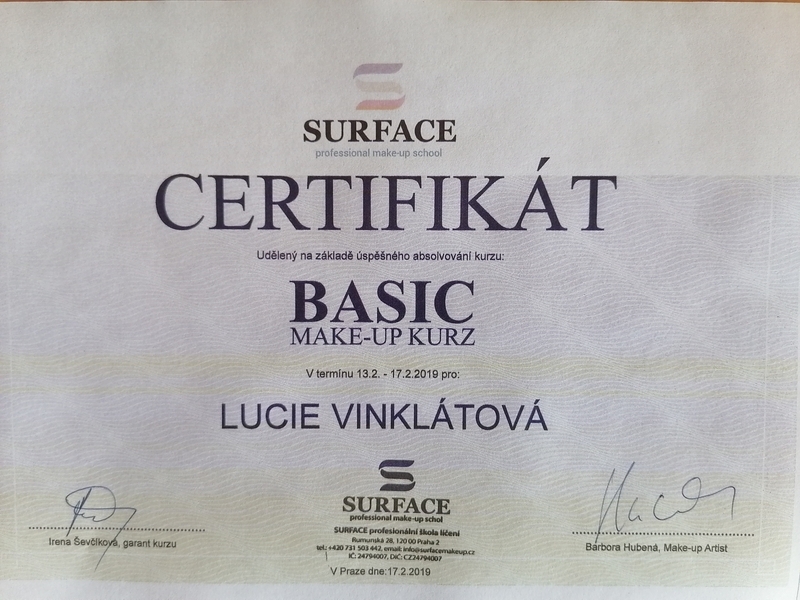 SURFACE
professional make-up school
CERTIFIKÁT
Udělený na základě úspěšného absolvování kurzu:
BASIC
MAKE-UP KURZ
V termínu 13.2. - 17.2.2019 pro:
LUCIE VINKLÁTOVÁ
SURFACE
professional make-up schol
SURFACE profesionální škola líčení
Rumunská 28, 120 00 Praha 2
tel.: +420 731 503 442, email: info@surfacemakeup.cz
IČ: 24794007, DIČ: CZ24794007
V Praze dne:17.2.2019
Irena Ševčíková, garant kurzu
Barbora Hubená, Make-up Artist